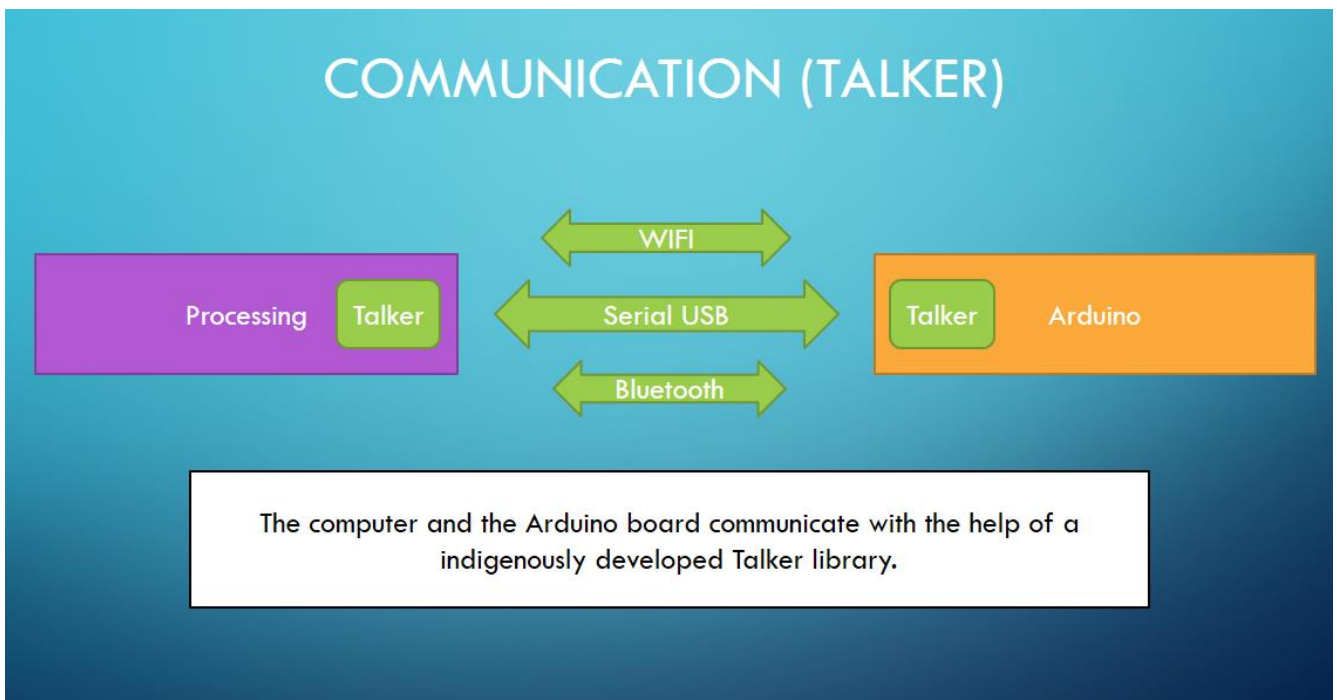 COMMUNICATION (TALKER)
WIFI
Processing
Talker
Serial USB
Talker
Arduino
Bluetooth
The computer and the Arduino board communicate with the help of a
indigenously developed Talker library.